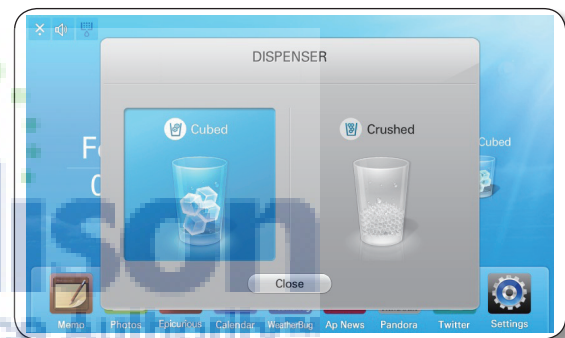 DISPENSER
Cubed
Crushed
Cubed
Close
Memo Photos Epicurious Calendar WeatherBug Ap News Pandora Twitter Settings